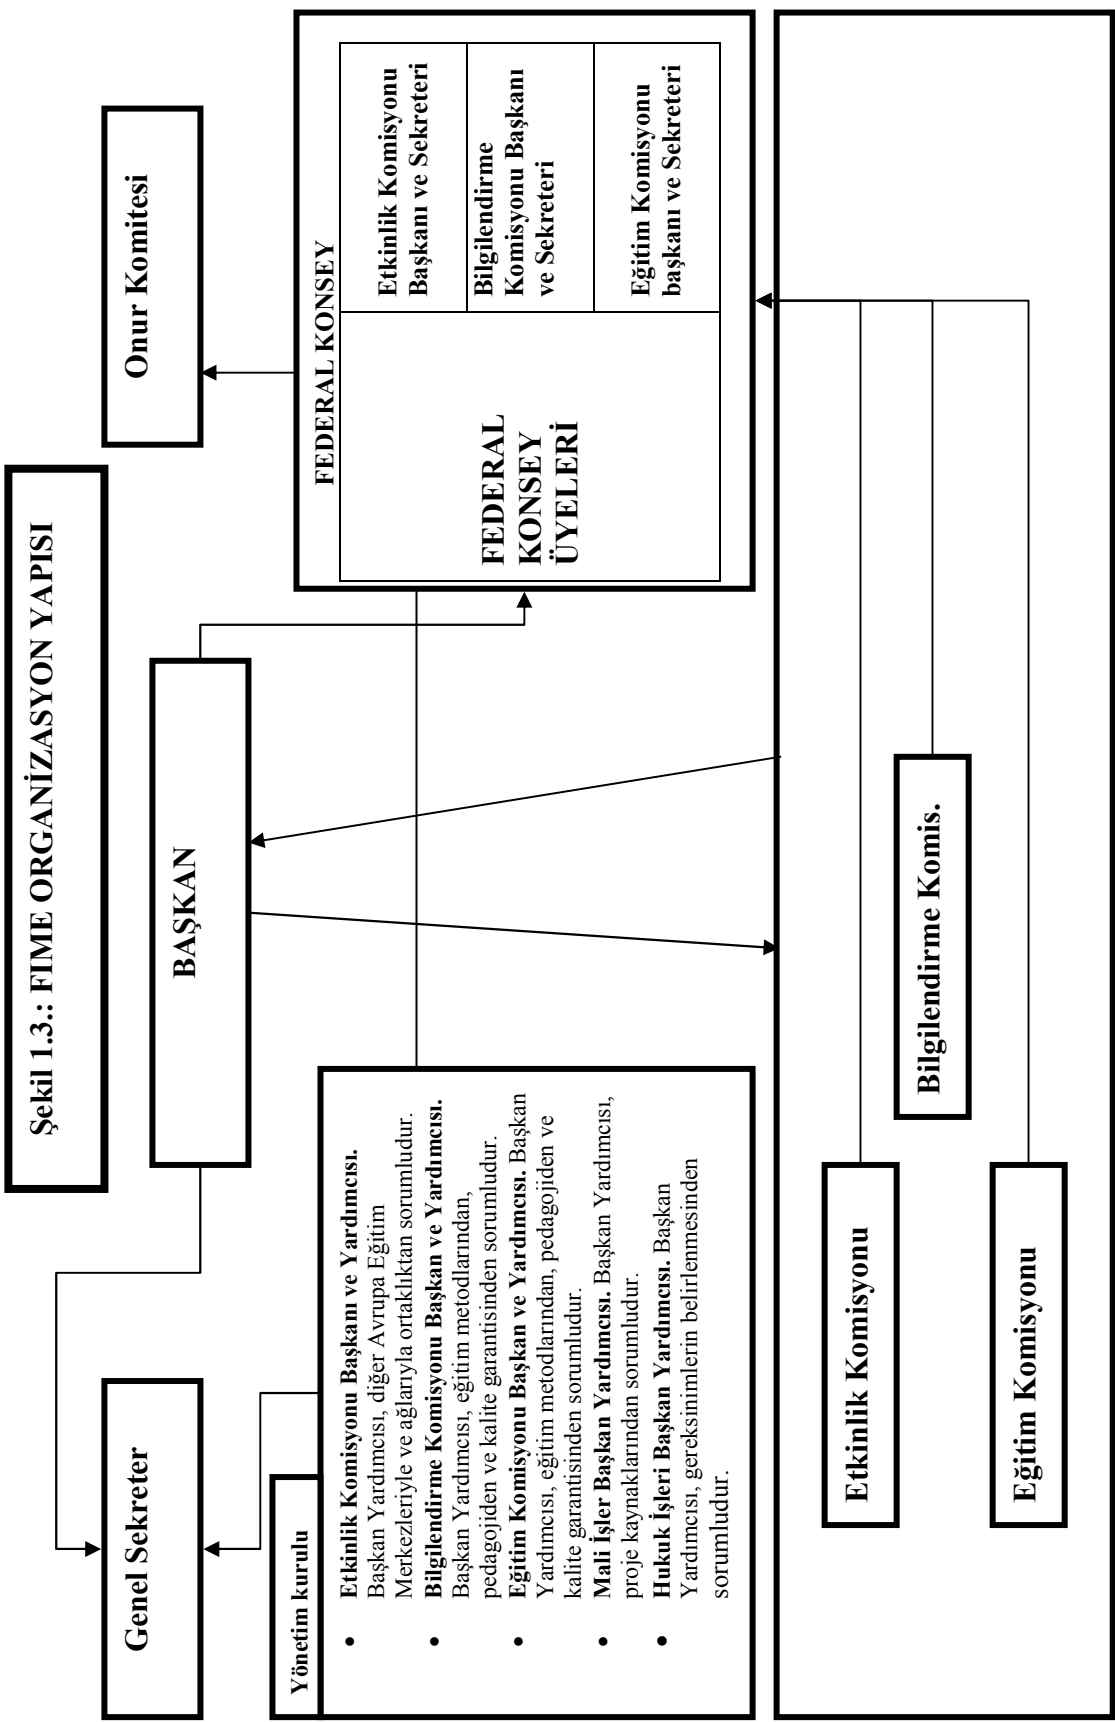 Şekil 1.3.: FIME ORGANİZASYON YAPISI
Genel Sekreter
BAŞKAN
Onur Komitesi
Yönetim kurulu
• Etkinlik Komisyonu Başkanı ve Yardımcısı.
Başkan Yardımcısı, diğer Avrupa Eğitim
Merkezleriyle ve ağlarıyla ortaklıktan sorumludur.
• Bilgilendirme Komisyonu Başkan ve Yardımcısı.
Başkan Yardımcısı, eğitim metodlarından,
pedagojiden ve kalite garantisinden sorumludur.
• Eğitim Komisyonu Başkan ve Yardımcısı. Başkan
Yardımcısı, eğitim metodlarından, pedagojiden ve
kalite garantisinden sorumludur.
• Mali İşler Başkan Yardımcısı. Başkan Yardımcısı,
proje kaynaklarından sorumludur.
• Hukuk İşleri Başkan Yardımcısı. Başkan
Yardımcısı, gereksinimlerin belirlenmesinden
sorumludur.
FEDERAL KONSEY
FEDERAL
KONSEY
ÜYELERİ
Etkinlik Komisyonu
Başkanı ve Sekreteri
Bilgilendirme
Komisyonu Başkanı
ve Sekreteri
Eğitim Komisyonu
başkanı ve Sekreteri
Etkinlik Komisyonu
Bilgilendirme Komis.
Eğitim Komisyonu